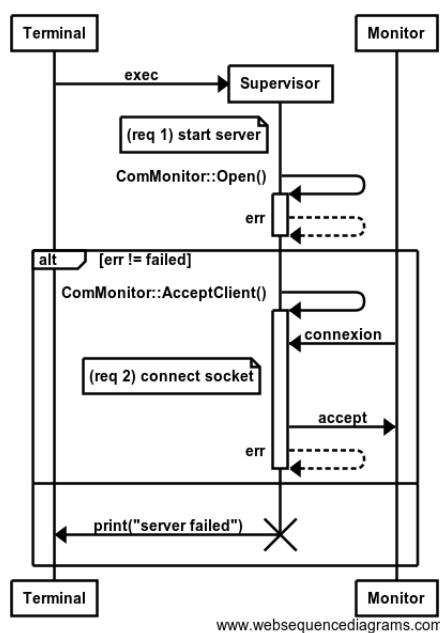 Terminal
Monitor
exec
Supervisor
(req 1) start server
ComMonitor::Open()
err
alt
[err != failed]
ComMonitor::AcceptClient()
connexion
(req 2) connect socket
accept
err
print("server failed")
Terminal
Monitor
www.websequencediagrams.com